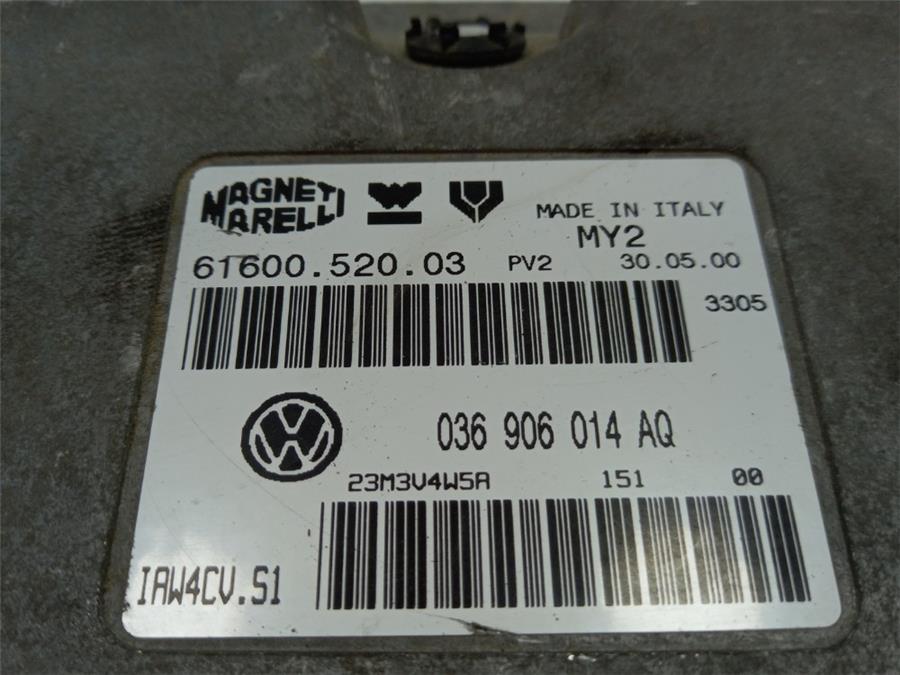 MAGNETI
MARELLI
MADE IN ITALY
MY2
61600.520.03 PV2 30.05.00
3305
VW
036 906 014 AQ
23M3V4W5A 151 00
IAW4CV.S1